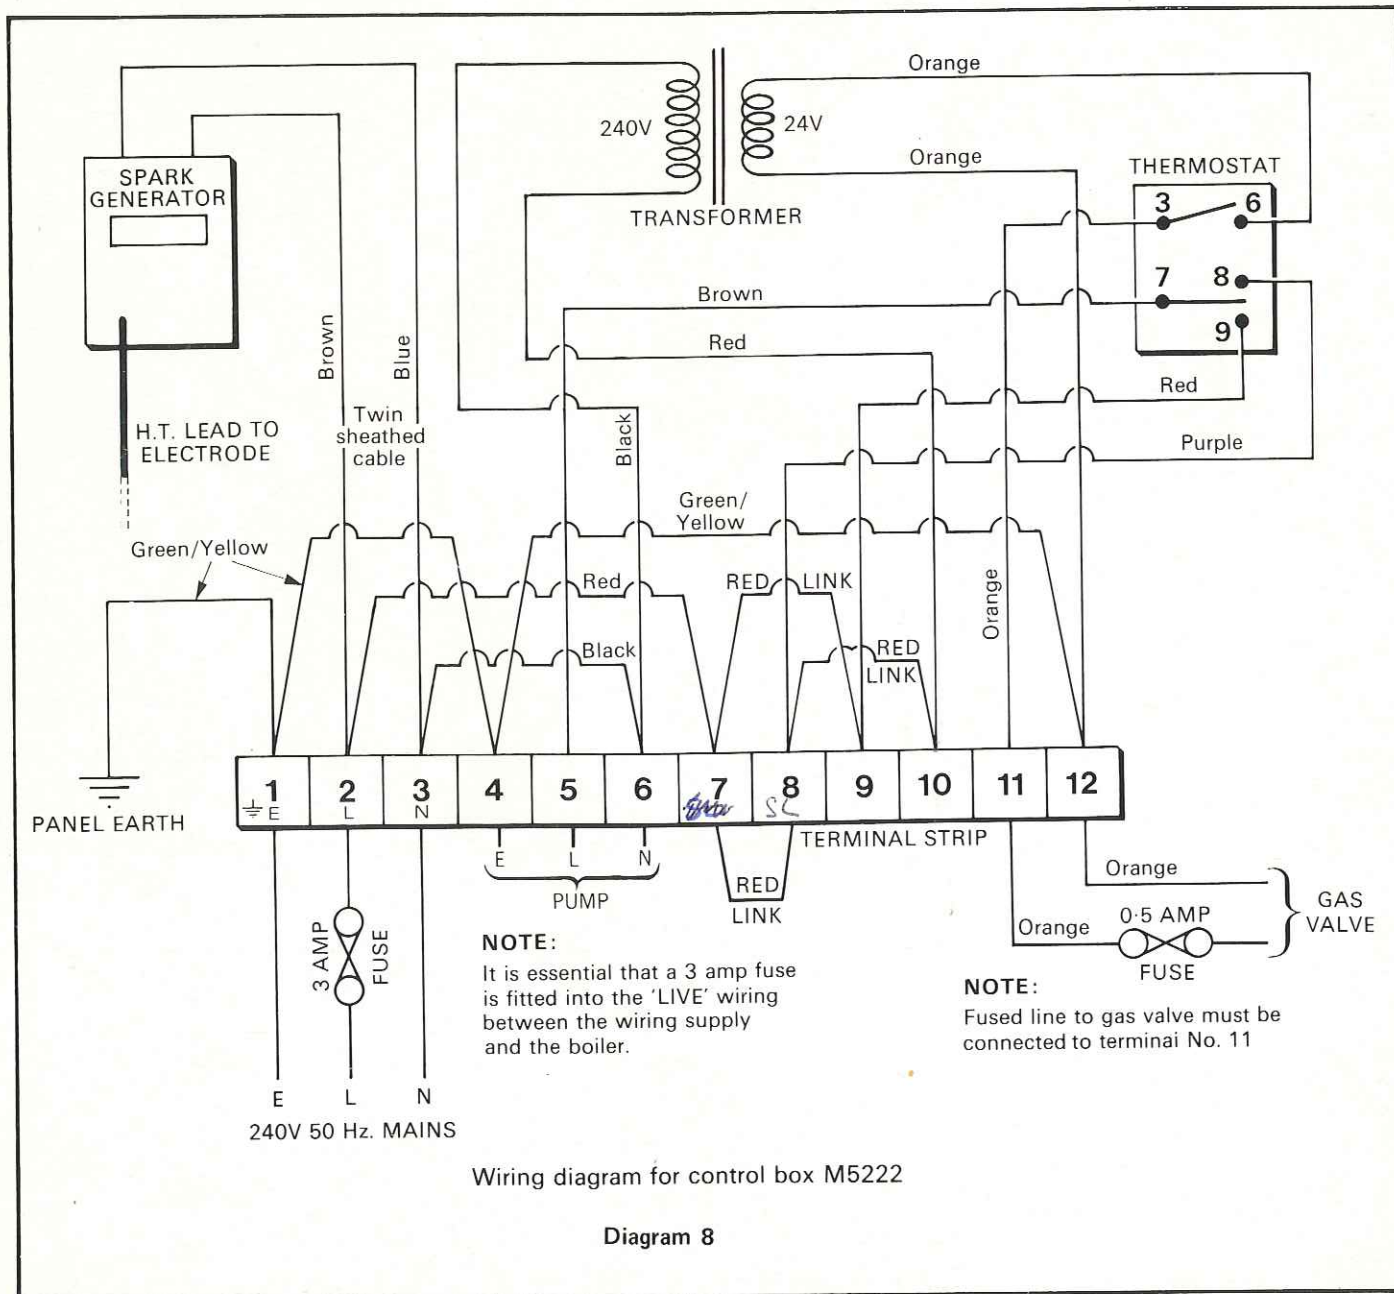 Orange
240V
24V
Orange
SPARK
GENERATOR
TRANSFORMER
THERMOSTAT
3 6
7 8
9
Brown
Red
Red
Brown
Blue
H.T. LEAD TO
ELECTRODE
Twin
sheathed
cable
Black
Purple
Green/
Yellow
Green/Yellow
Red
RED LINK
Orange
Black
RED
LINK
1 2 3 4 5 6 7 8 9 10 11 12
E L N
SL
PANEL EARTH
TERMINAL STRIP
E L N
PUMP
RED
LINK
Orange
GAS
VALVE
Orange
0·5 AMP
FUSE
3 AMP
FUSE
NOTE:
It is essential that a 3 amp fuse
is fitted into the 'LIVE' wiring
between the wiring supply
and the boiler.
NOTE:
Fused line to gas valve must be
connected to terminai No. 11
E L N
240V 50 Hz. MAINS
Wiring diagram for control box M5222
Diagram 8